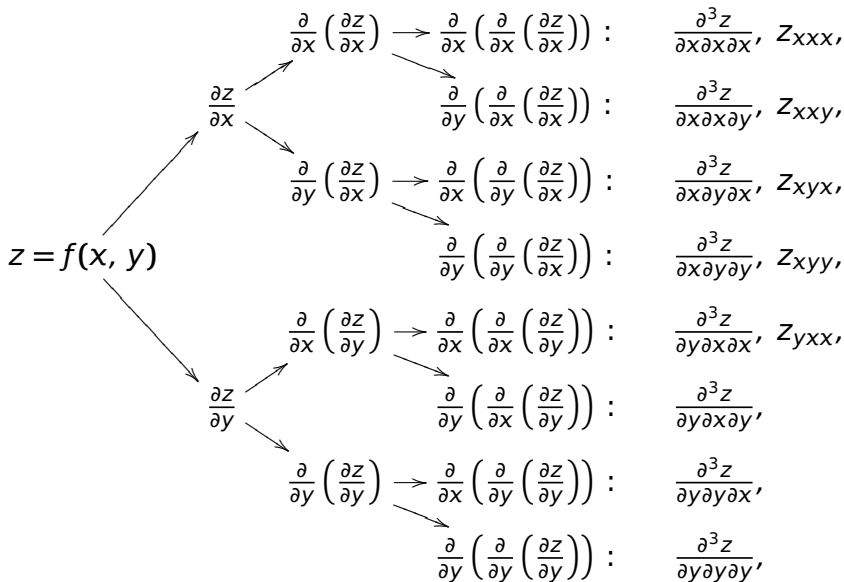 ∂/∂x (∂z/∂x) → ∂/∂x (∂/∂x (∂z/∂x)) : ∂³z/∂x∂x∂x, z_xxx,
∂z/∂x
∂/∂y (∂/∂x (∂z/∂x)) : ∂³z/∂x∂x∂y, z_xxy,
∂/∂y (∂z/∂x) → ∂/∂x (∂/∂y (∂z/∂x)) : ∂³z/∂x∂y∂x, z_xyx,
z = f(x, y)
∂/∂y (∂/∂y (∂z/∂x)) : ∂³z/∂x∂y∂y, z_xyy,
∂/∂x (∂z/∂y) → ∂/∂x (∂/∂x (∂z/∂y)) : ∂³z/∂y∂x∂x, z_yxx,
∂z/∂y
∂/∂y (∂/∂x (∂z/∂y)) : ∂³z/∂y∂x∂y,
∂/∂y (∂z/∂y) → ∂/∂x (∂/∂y (∂z/∂y)) : ∂³z/∂y∂y∂x,
∂/∂y (∂/∂y (∂z/∂y)) : ∂³z/∂y∂y∂y,